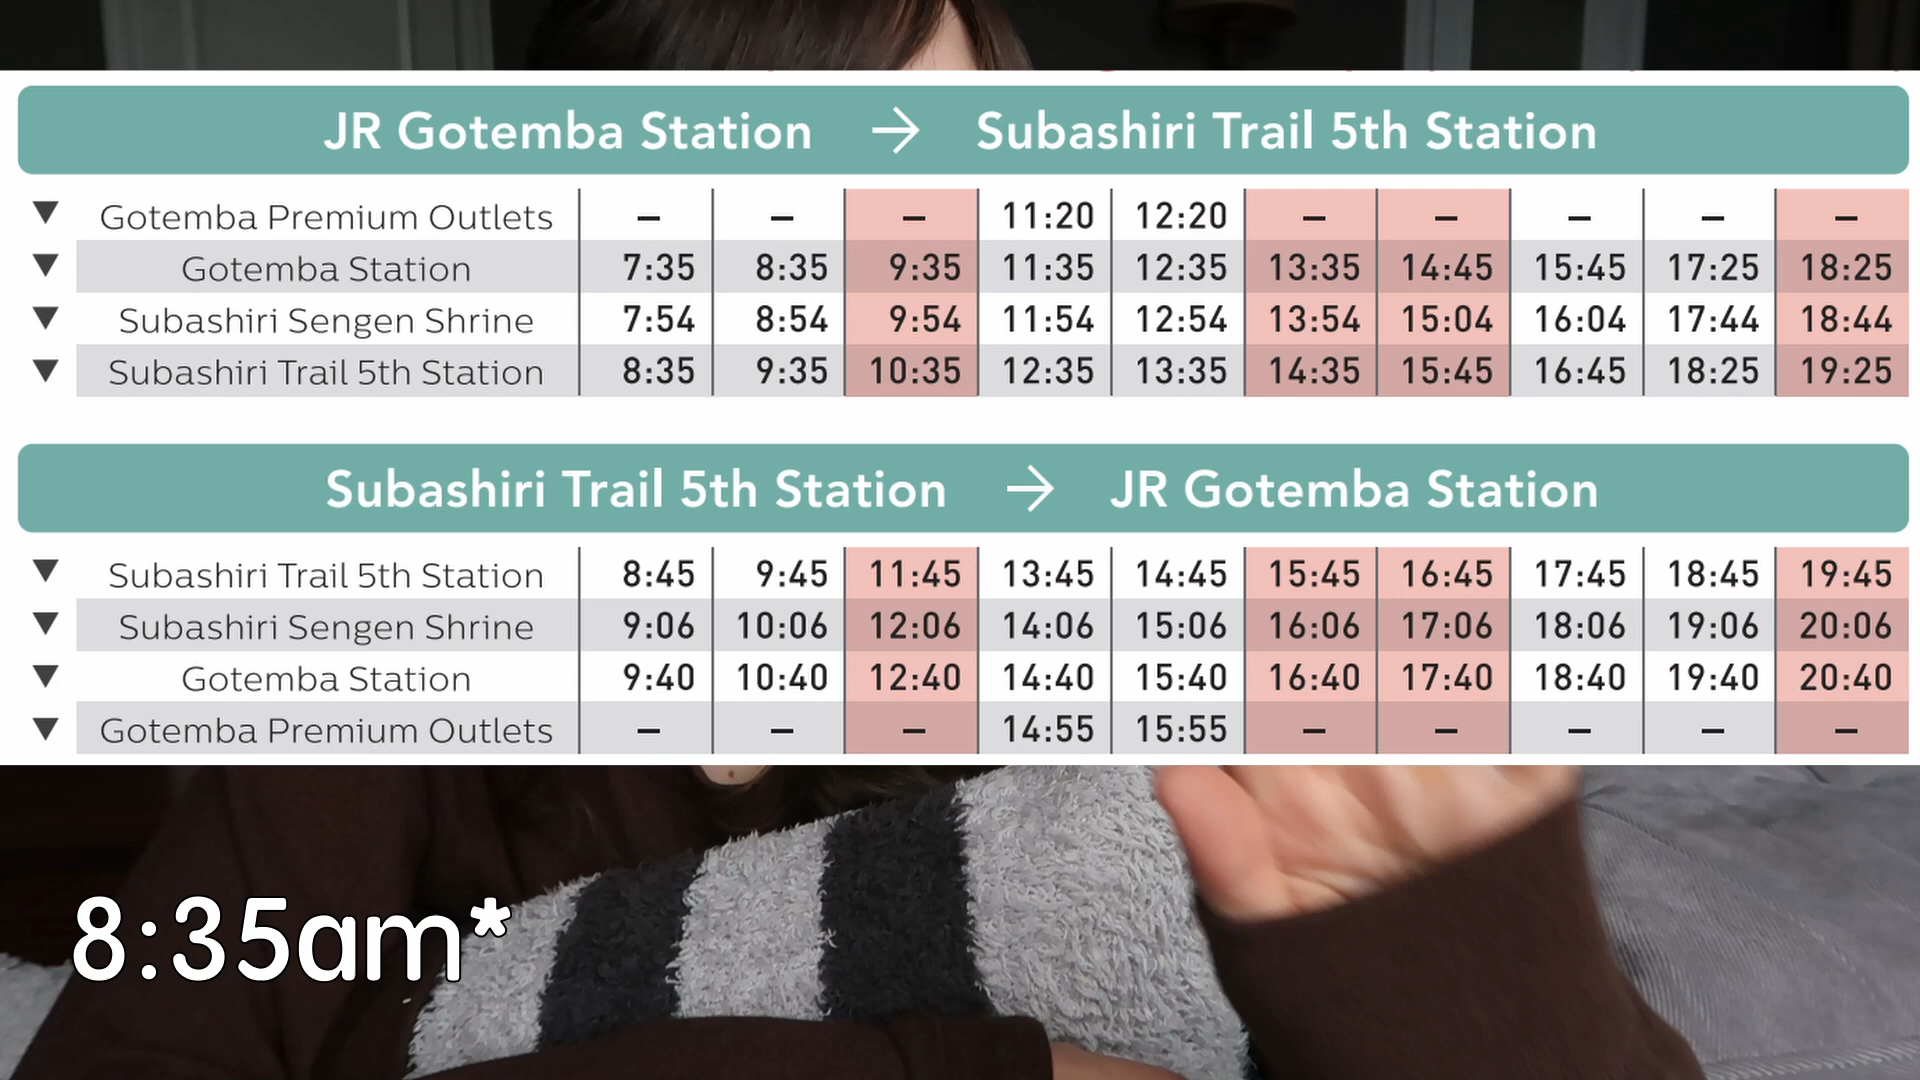 JR Gotemba Station → Subashiri Trail 5th Station
▼ Gotemba Premium Outlets – – – 11:20 12:20 – – – – –
▼ Gotemba Station 7:35 8:35 9:35 11:35 12:35 13:35 14:45 15:45 17:25 18:25
▼ Subashiri Sengen Shrine 7:54 8:54 9:54 11:54 12:54 13:54 15:04 16:04 17:44 18:44
▼ Subashiri Trail 5th Station 8:35 9:35 10:35 12:35 13:35 14:35 15:45 16:45 18:25 19:25
Subashiri Trail 5th Station → JR Gotemba Station
▼ Subashiri Trail 5th Station 8:45 9:45 11:45 13:45 14:45 15:45 16:45 17:45 18:45 19:45
▼ Subashiri Sengen Shrine 9:06 10:06 12:06 14:06 15:06 16:06 17:06 18:06 19:06 20:06
▼ Gotemba Station 9:40 10:40 12:40 14:40 15:40 16:40 17:40 18:40 19:40 20:40
▼ Gotemba Premium Outlets – – – 14:55 15:55 – – – – –
8:35am*